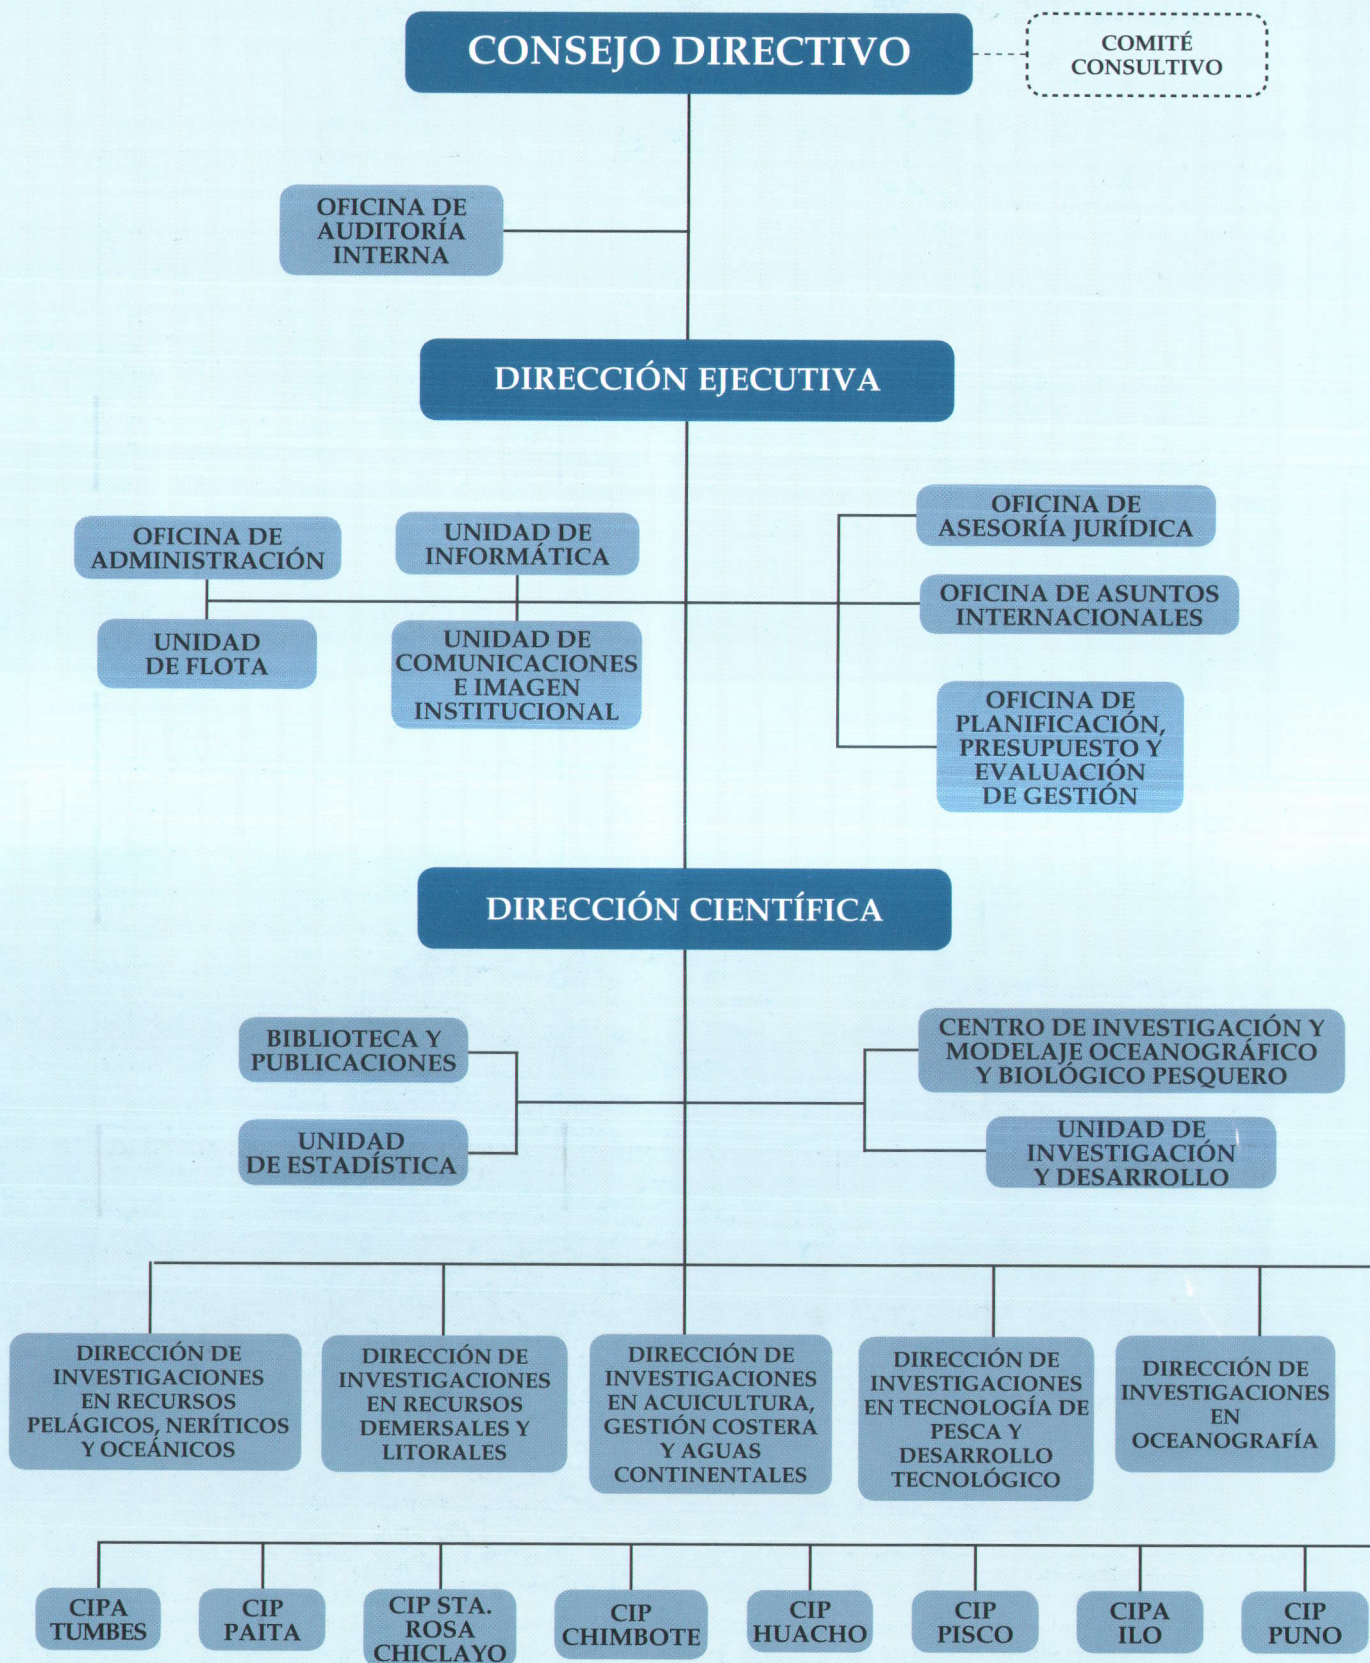 CONSEJO DIRECTIVO
COMITÉ
CONSULTIVO
OFICINA DE
AUDITORÍA
INTERNA
DIRECCIÓN EJECUTIVA
OFICINA DE
ADMINISTRACIÓN
UNIDAD DE
INFORMÁTICA
OFICINA DE
ASESORÍA JURÍDICA
OFICINA DE ASUNTOS
INTERNACIONALES
UNIDAD
DE FLOTA
UNIDAD DE
COMUNICACIONES
E IMAGEN
INSTITUCIONAL
OFICINA DE
PLANIFICACIÓN,
PRESUPUESTO Y
EVALUACIÓN
DE GESTIÓN
DIRECCIÓN CIENTÍFICA
BIBLIOTECA Y
PUBLICACIONES
CENTRO DE INVESTIGACIÓN Y
MODELAJE OCEANOGRÁFICO
Y BIOLÓGICO PESQUERO
UNIDAD
DE ESTADÍSTICA
UNIDAD DE
INVESTIGACIÓN
Y DESARROLLO
DIRECCIÓN DE
INVESTIGACIONES
EN RECURSOS
PELÁGICOS, NERÍTICOS
Y OCEÁNICOS
DIRECCIÓN DE
INVESTIGACIONES
EN RECURSOS
DEMERSALES Y
LITORALES
DIRECCIÓN DE
INVESTIGACIONES
EN ACUICULTURA,
GESTIÓN COSTERA
Y AGUAS
CONTINENTALES
DIRECCIÓN DE
INVESTIGACIONES
EN TECNOLOGÍA DE
PESCA Y
DESARROLLO
TECNOLÓGICO
DIRECCIÓN DE
INVESTIGACIONES
EN
OCEANOGRAFÍA
CIPA
TUMBES
CIP
PAITA
CIP STA.
ROSA
CHICLAYO
CIP
CHIMBOTE
CIP
HUACHO
CIP
PISCO
CIPA
ILO
CIP
PUNO